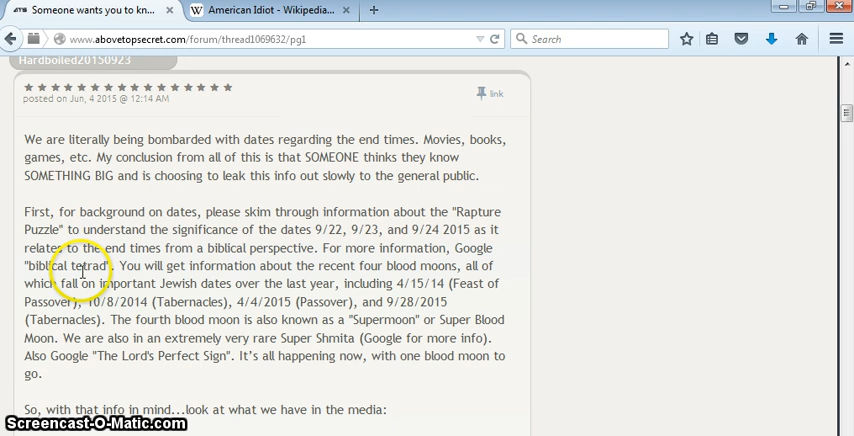 Someone wants you to kn...
American Idiot - Wikipedia...
www.abovetopsecret.com/forum/thread1069632/pg1
Search
Hardboiled20150923
posted on Jun, 4 2015 @ 12:14 AM
link
We are literally being bombarded with dates regarding the end times. Movies, books,
games, etc. My conclusion from all of this is that SOMEONE thinks they know
SOMETHING BIG and is choosing to leak this info out slowly to the general public.
First, for background on dates, please skim through information about the "Rapture
Puzzle" to understand the significance of the dates 9/22, 9/23, and 9/24 2015 as it
relates to the end times from a biblical perspective. For more information, Google
"biblical tetrad". You will get information about the recent four blood moons, all of
which fall on important Jewish dates over the last year, including 4/15/14 (Feast of
Passover), 10/8/2014 (Tabernacles), 4/4/2015 (Passover), and 9/28/2015
(Tabernacles). The fourth blood moon is also known as a "Supermoon" or Super Blood
Moon. We are also in an extremely very rare Super Shmita (Google for more info).
Also Google "The Lord's Perfect Sign". It's all happening now, with one blood moon to
go.
So, with that info in mind...look at what we have in the media:
Screencast-O-Matic.com